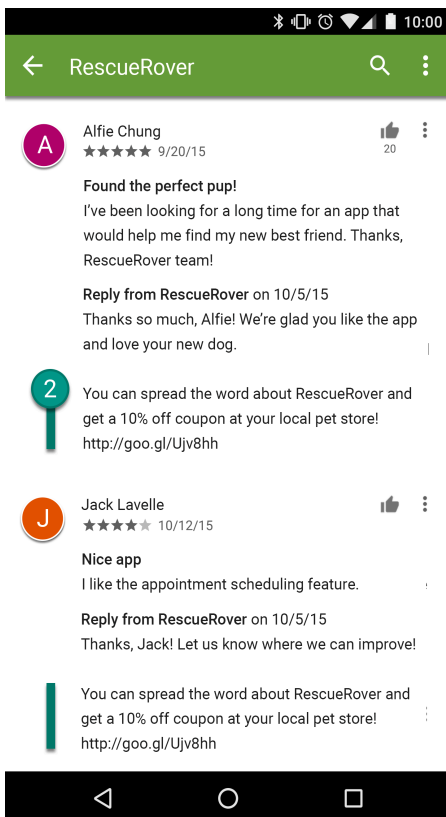 10:00
RescueRover
A
Alfie Chung
9/20/15
20
Found the perfect pup!
I’ve been looking for a long time for an app that
would help me find my new best friend. Thanks,
RescueRover team!
Reply from RescueRover on 10/5/15
Thanks so much, Alfie! We’re glad you like the app
and love your new dog.
2
You can spread the word about RescueRover and
get a 10% off coupon at your local pet store!
http://goo.gl/Ujv8hh
J
Jack Lavelle
10/12/15
Nice app
I like the appointment scheduling feature.
Reply from RescueRover on 10/5/15
Thanks, Jack! Let us know where we can improve!
You can spread the word about RescueRover and
get a 10% off coupon at your local pet store!
http://goo.gl/Ujv8hh